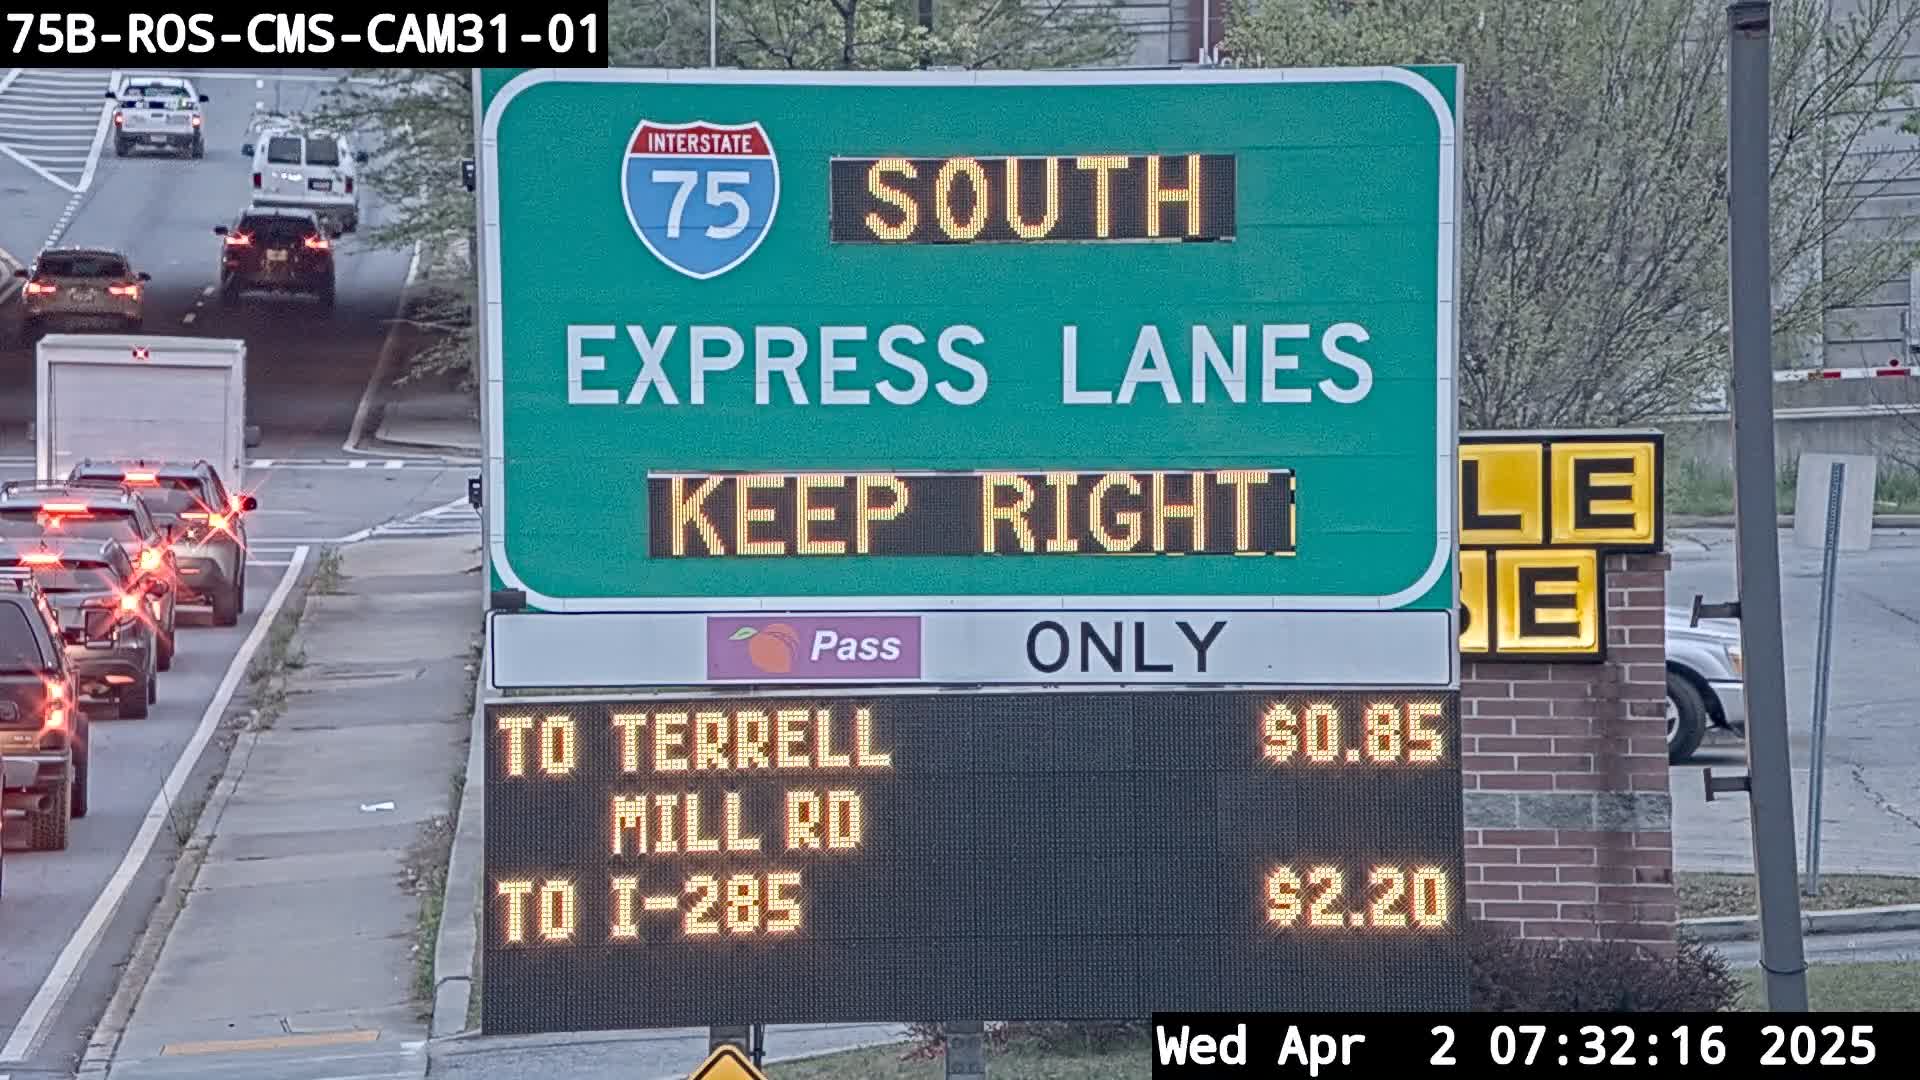 75B-ROS-CMS-CAM31-01
INTERSTATE
75
SOUTH
EXPRESS LANES
KEEP RIGHT
Pass ONLY
TO TERRELL $0.85
MILL RD
TO I-285 $2.20
LE
E
Wed Apr 2 07:32:16 2025